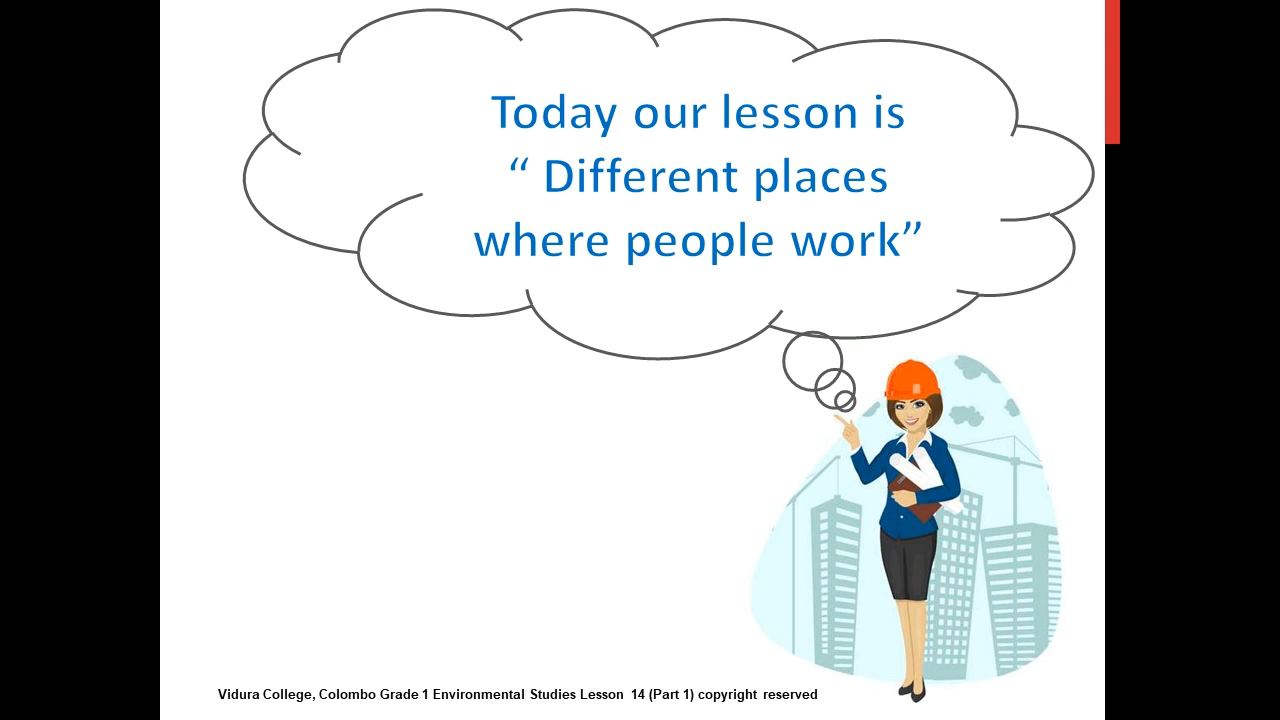 Today our lesson is
“ Different places
where people work”
Vidura College, Colombo Grade 1 Environmental Studies Lesson 14 (Part 1) copyright reserved